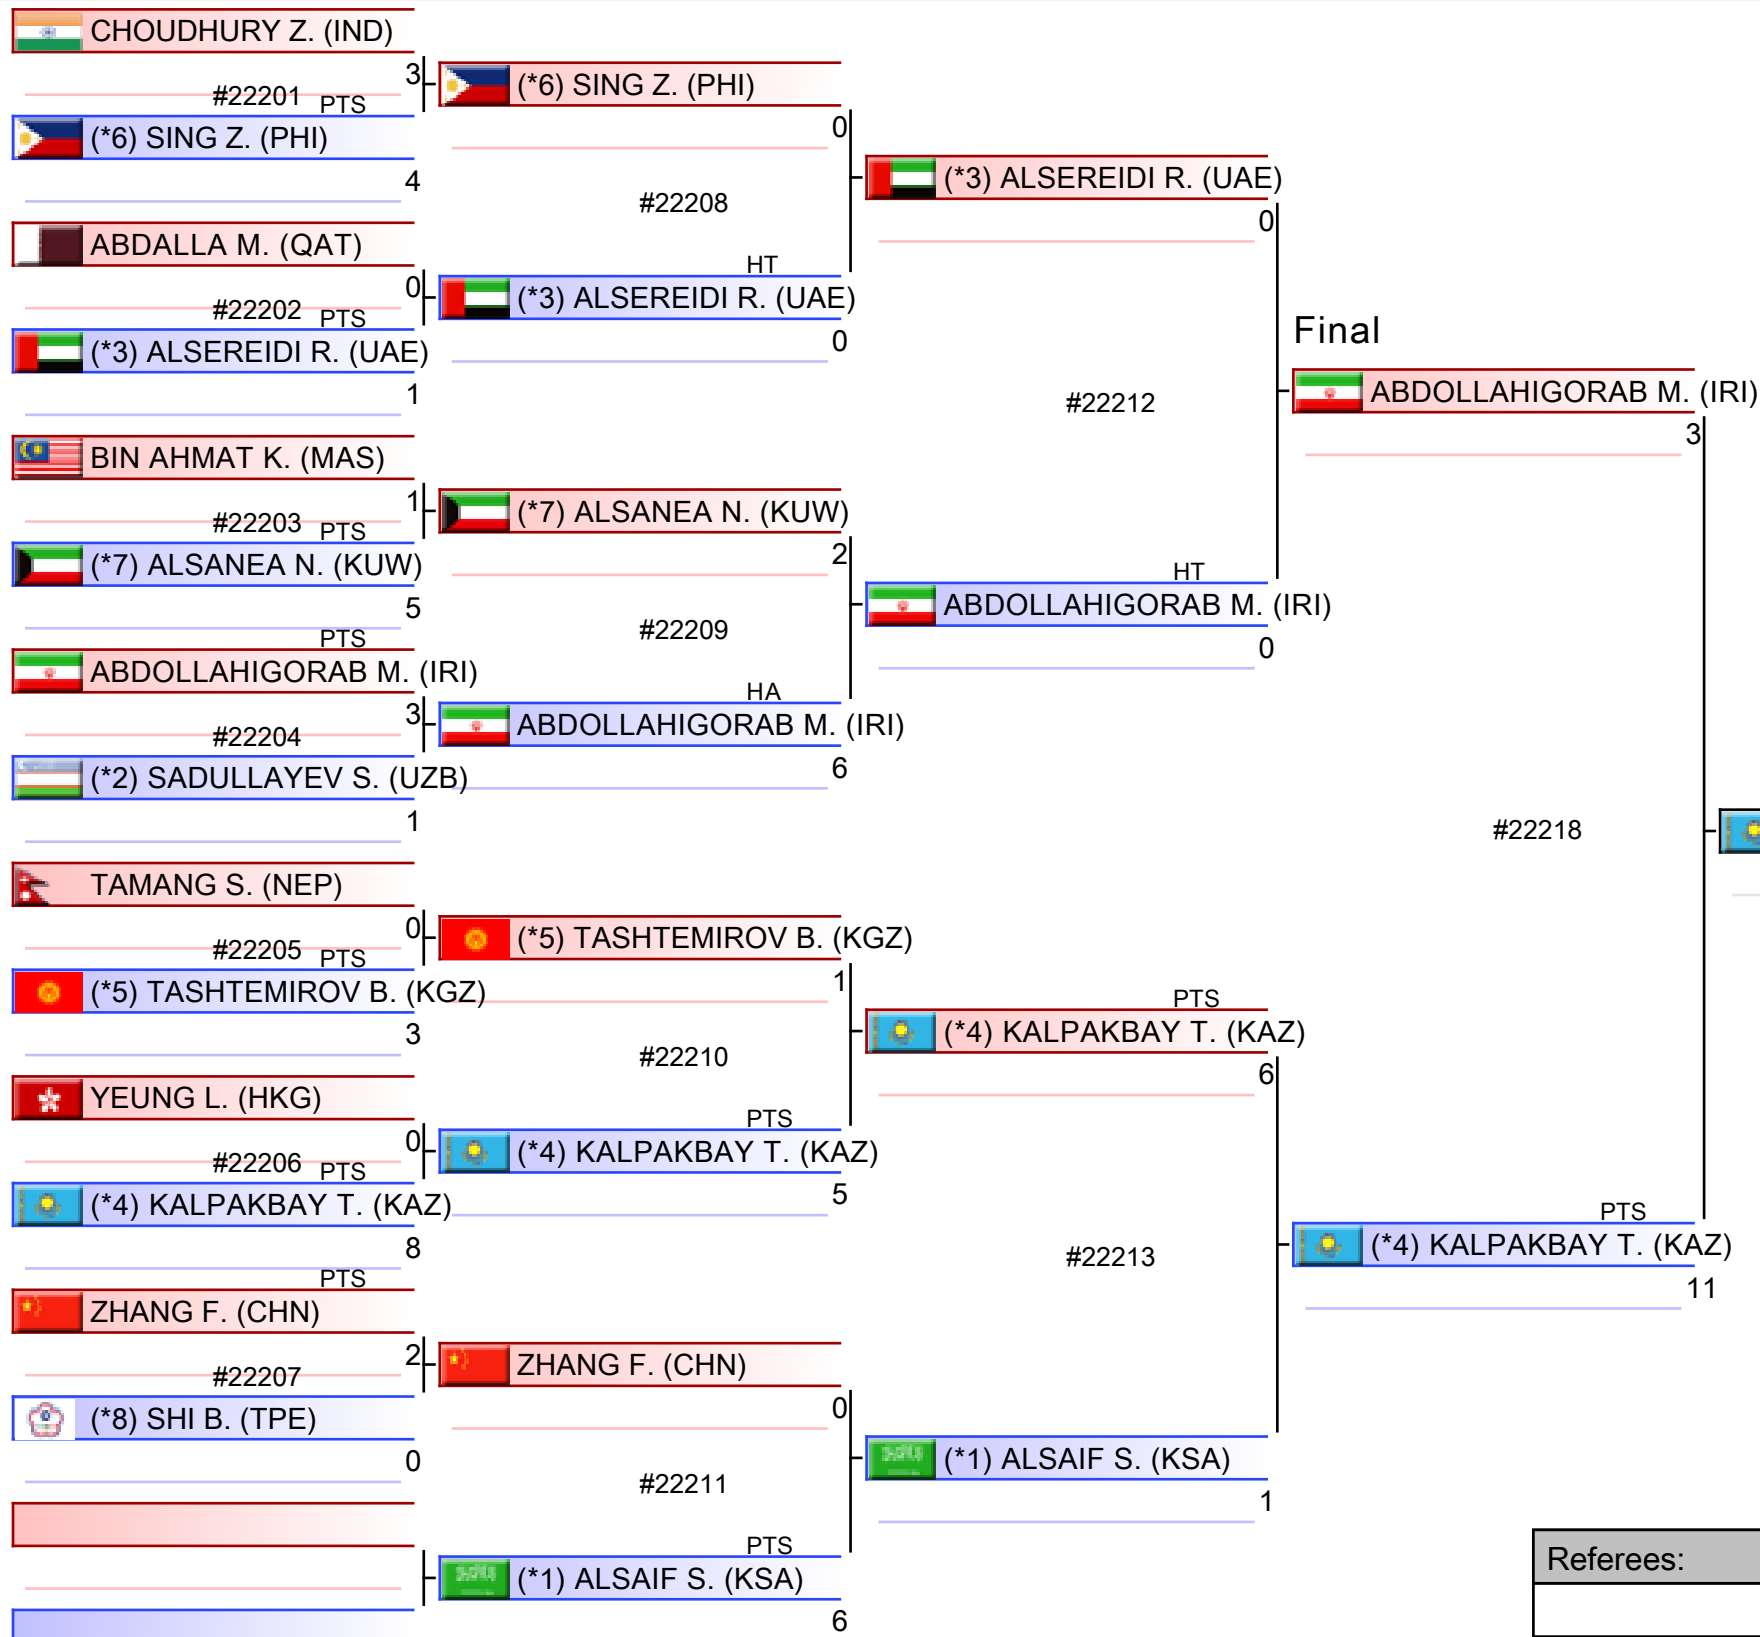 CHOUDHURY Z. (IND)
3
#22201 PTS
(*6) SING Z. (PHI)
4
ABDALLA M. (QAT)
0
#22202 PTS
(*3) ALSEREIDI R. (UAE)
1
BIN AHMAT K. (MAS)
1
#22203 PTS
(*7) ALSANEA N. (KUW)
5
PTS
ABDOLLAHIGORAB M. (IRI)
3
#22204
(*2) SADULLAYEV S. (UZB)
1
TAMANG S. (NEP)
0
#22205 PTS
(*5) TASHTEMIROV B. (KGZ)
3
YEUNG L. (HKG)
0
#22206 PTS
(*4) KALPAKBAY T. (KAZ)
8
PTS
ZHANG F. (CHN)
2
#22207
(*8) SHI B. (TPE)
0
(*6) SING Z. (PHI)
0
#22208
HT
(*3) ALSEREIDI R. (UAE)
0
(*7) ALSANEA N. (KUW)
2
#22209
HA
ABDOLLAHIGORAB M. (IRI)
6
(*5) TASHTEMIROV B. (KGZ)
1
#22210
PTS
(*4) KALPAKBAY T. (KAZ)
5
ZHANG F. (CHN)
0
#22211
PTS
(*1) ALSAIF S. (KSA)
6
(*3) ALSEREIDI R. (UAE)
0
#22212
HT
ABDOLLAHIGORAB M. (IRI)
0
PTS
(*4) KALPAKBAY T. (KAZ)
6
#22213
(*1) ALSAIF S. (KSA)
1
Final
ABDOLLAHIGORAB M. (IRI)
3
#22218
PTS
(*4) KALPAKBAY T. (KAZ)
11
Referees: